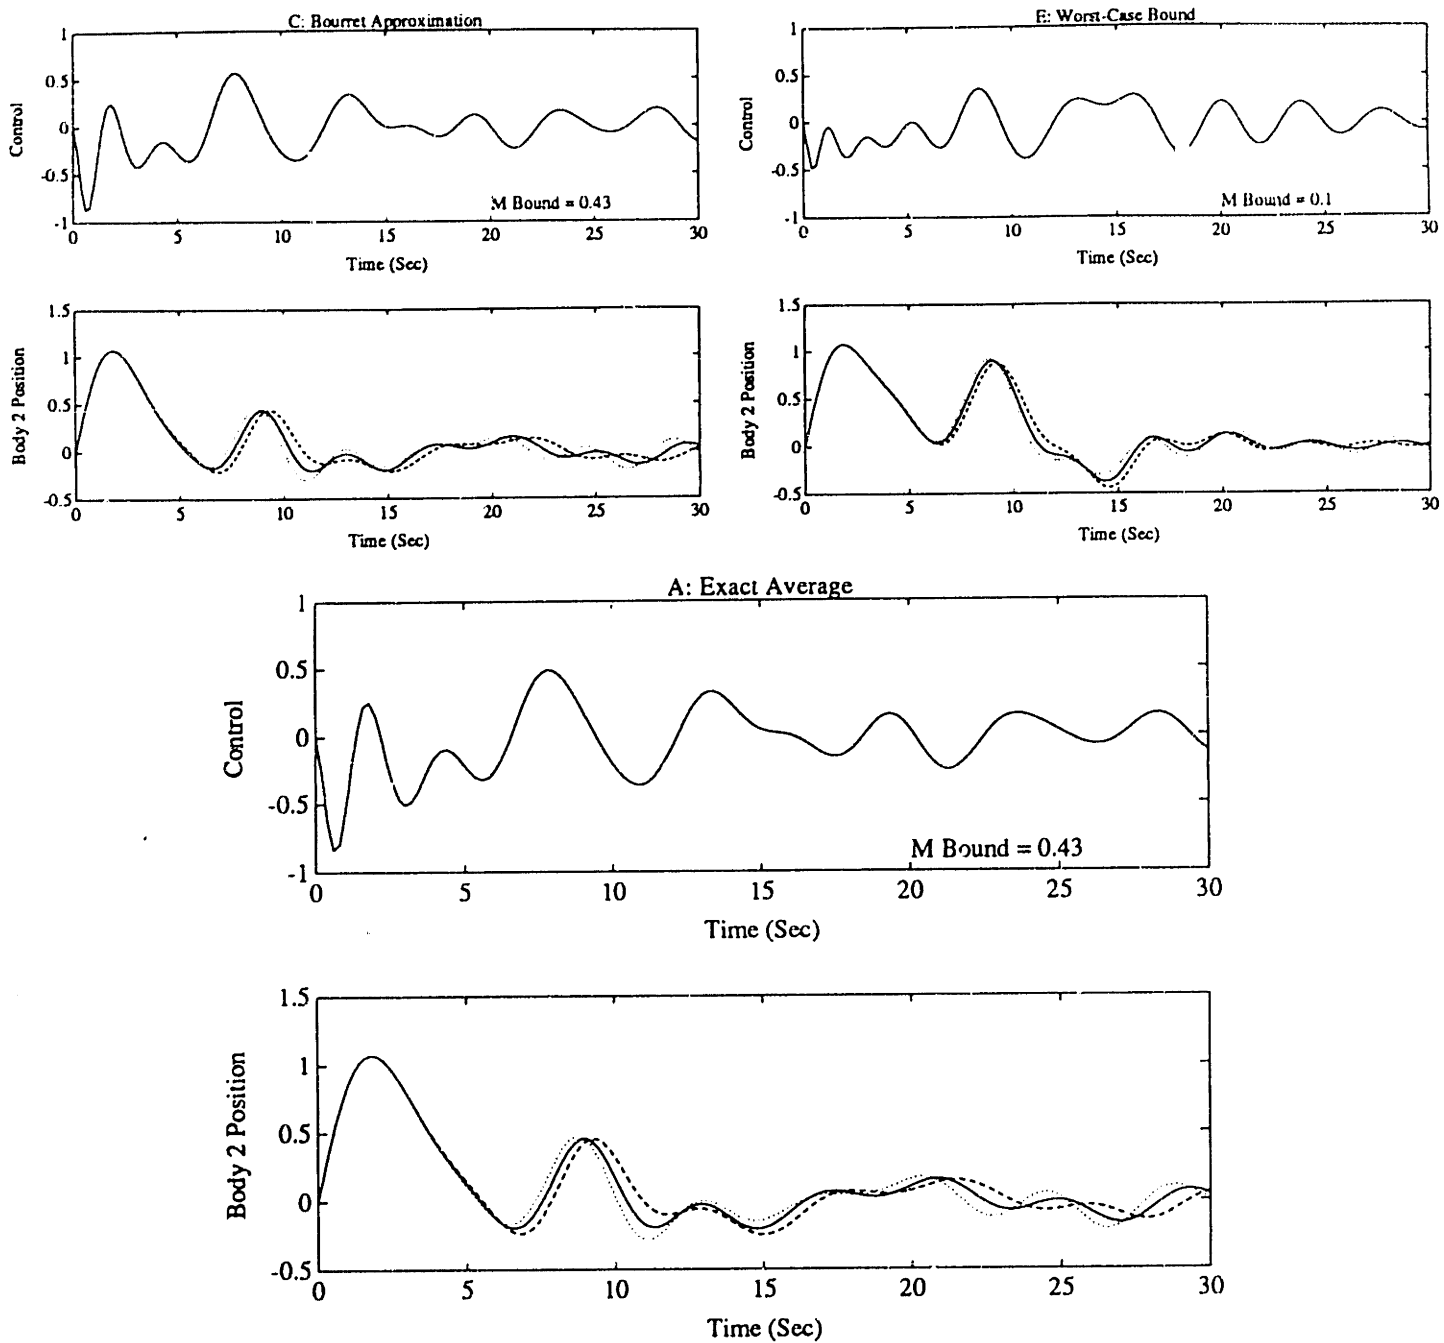 C: Bourret Approximation
1
0.5
0
-0.5
-1
Control
M Bound = 0.43
0 5 10 15 20 25 30
Time (Sec)
1.5
1
0.5
0
-0.5
Body 2 Position
0 5 10 15 20 25 30
Time (Sec)
E: Worst-Case Bound
1
0.5
0
-0.5
-1
Control
M Bound = 0.1
0 5 10 15 20 25 30
Time (Sec)
1.5
1
0.5
0
-0.5
Body 2 Position
0 5 10 15 20 25 30
Time (Sec)
A: Exact Average
1
0.5
0
-0.5
-1
Control
M Bound = 0.43
0 5 10 15 20 25 30
Time (Sec)
1.5
1
0.5
0
-0.5
Body 2 Position
0 5 10 15 20 25 30
Time (Sec)